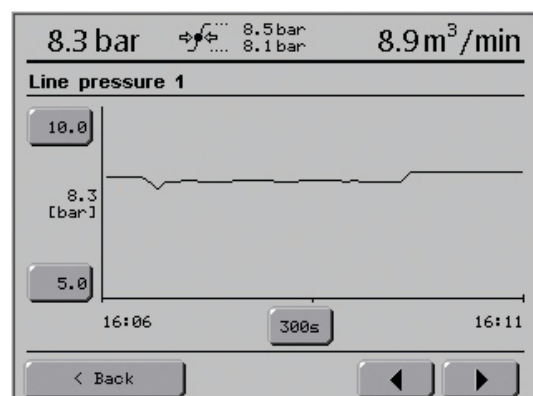 8.3 bar 8.5 bar 8.9 m³/min
8.1 bar
Line pressure 1
10.0
8.3
[bar]
5.0
16:06 300s 16:11
< Back